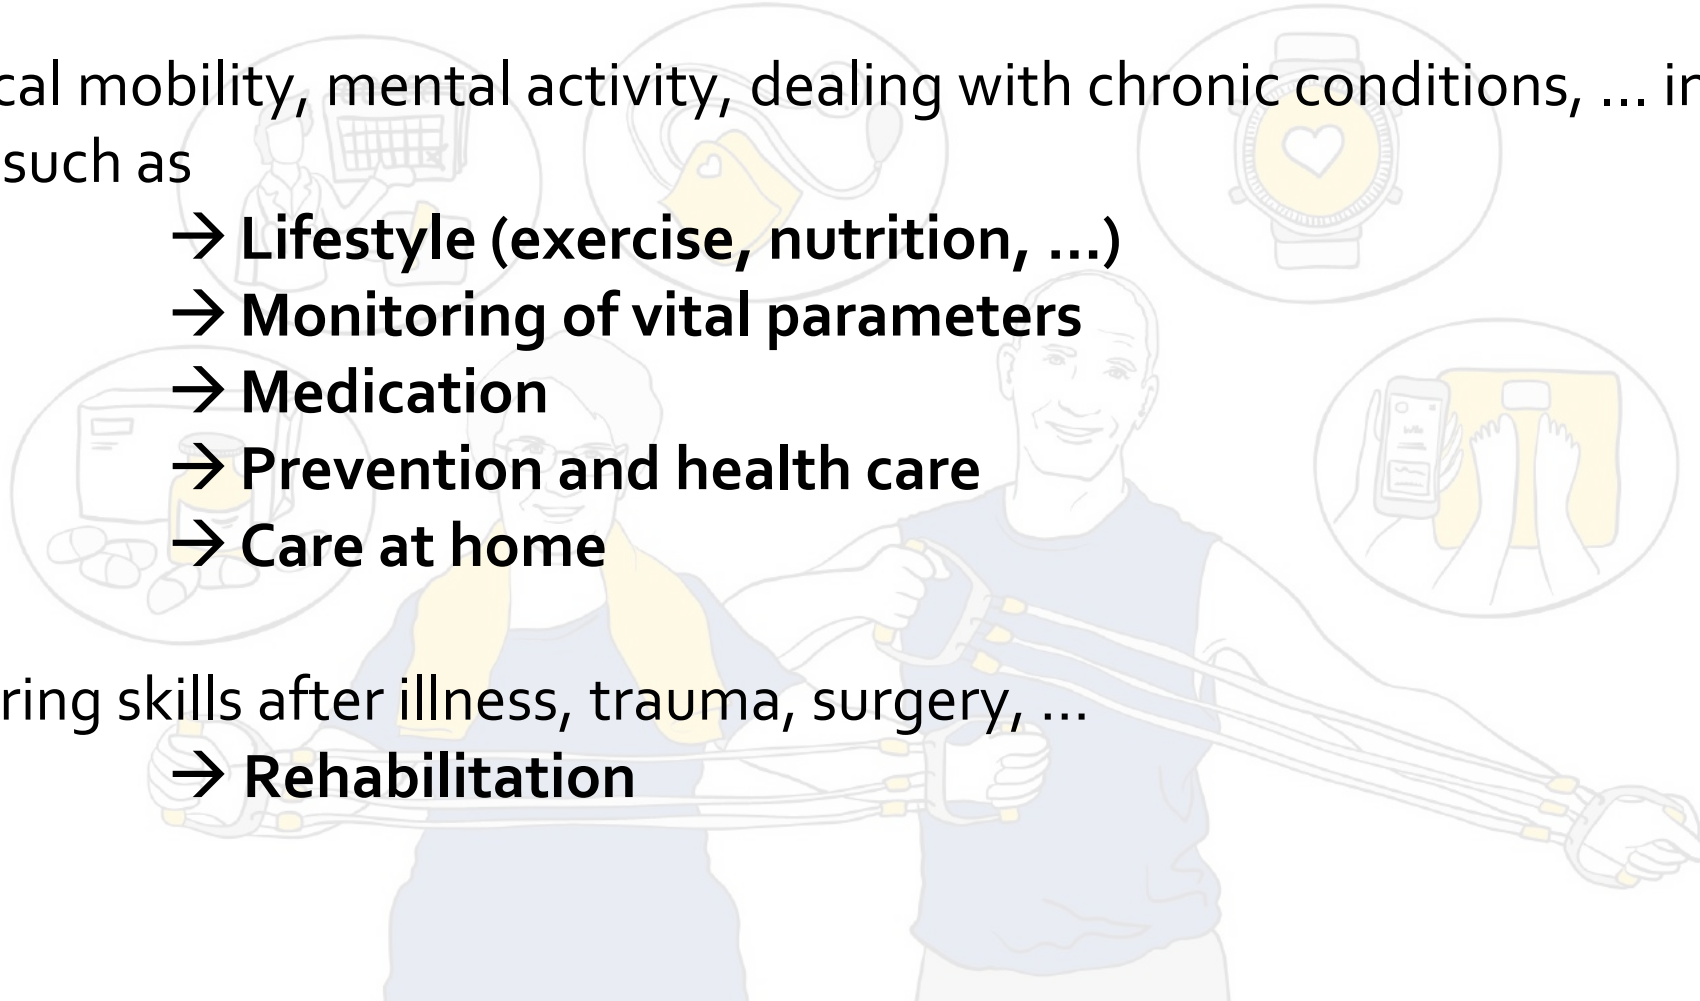 cal mobility, mental activity, dealing with chronic conditions, ... in
such as
→ Lifestyle (exercise, nutrition, ...)
→ Monitoring of vital parameters
→ Medication
→ Prevention and health care
→ Care at home
ring skills after illness, trauma, surgery, ...
→ Rehabilitation